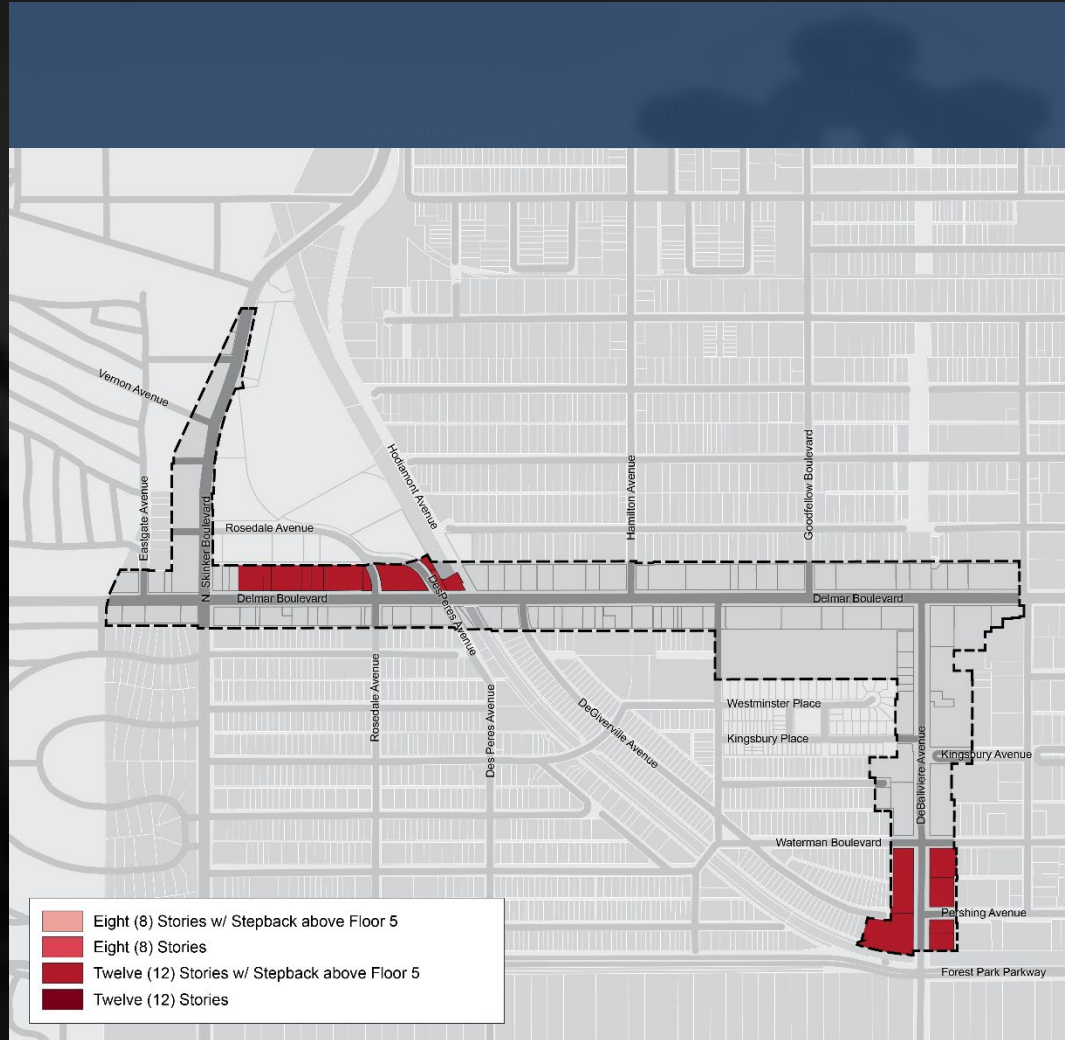 Vernon Avenue
Eastgate Avenue
N. Skinker Boulevard
Hodiamont Avenue
Hamilton Avenue
Goodfellow Boulevard
Rosedale Avenue
Delmar Boulevard
Delmar Boulevard
DesPeres Avenue
Rosedale Avenue
Des Peres Avenue
DeGiverville Avenue
Westminster Place
Kingsbury Place
DeBaliviere Avenue
Kingsbury Avenue
Waterman Boulevard
Pershing Avenue
Forest Park Parkway
Eight (8) Stories w/ Stepback above Floor 5
Eight (8) Stories
Twelve (12) Stories w/ Stepback above Floor 5
Twelve (12) Stories